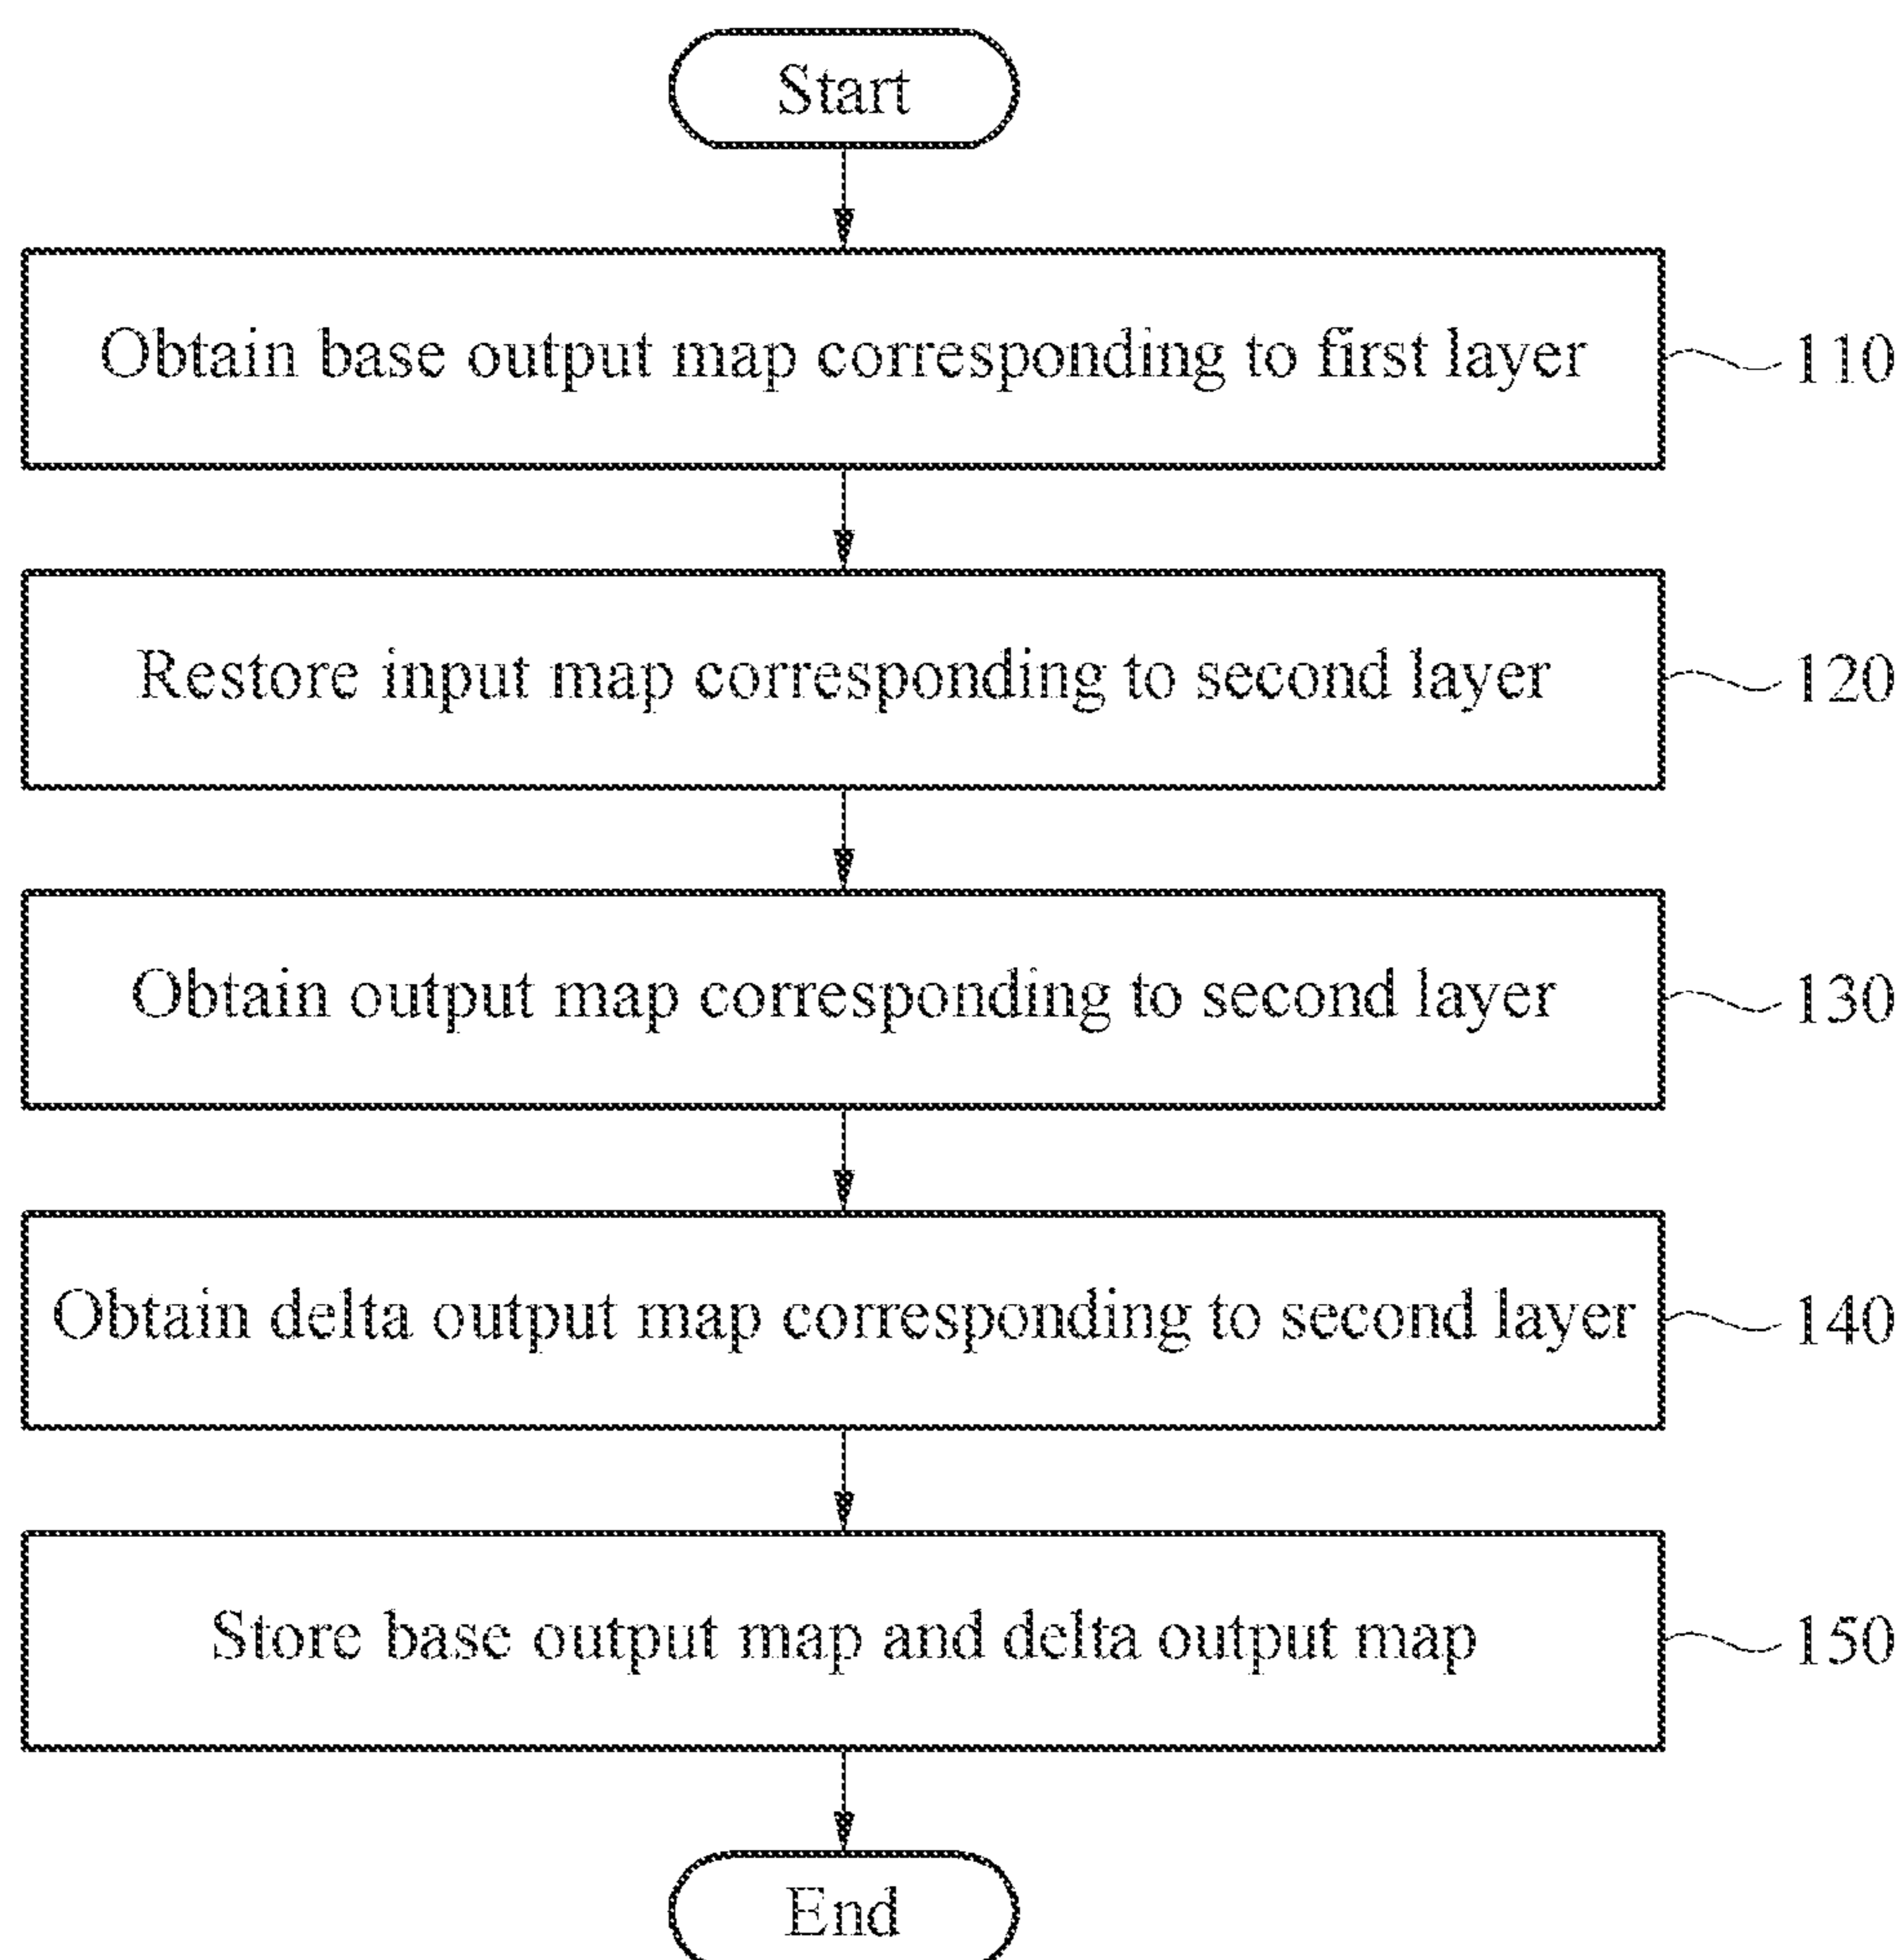 Start
Obtain base output map corresponding to first layer
110
Restore input map corresponding to second layer
120
Obtain output map corresponding to second layer
130
Obtain delta output map corresponding to second layer
140
Store base output map and delta output map
150
End